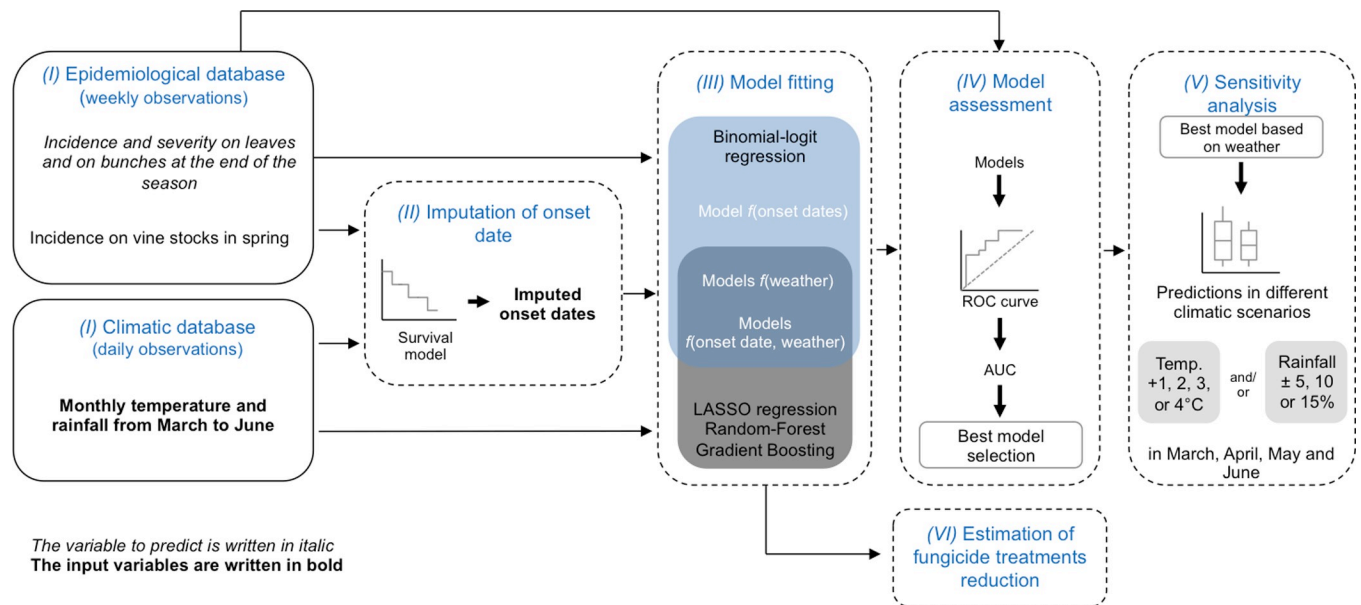 (I) Epidemiological database
(weekly observations)
Incidence and severity on leaves
and on bunches at the end of the
season
Incidence on vine stocks in spring
(I) Climatic database
(daily observations)
Monthly temperature and
rainfall from March to June
The variable to predict is written in italic
The input variables are written in bold
(II) Imputation of onset
date
Survival
model
Imputed
onset dates
(III) Model fitting
Binomial-logit
regression
Model f(onset dates)
Models f(weather)
Models
f(onset date, weather)
LASSO regression
Random-Forest
Gradient Boosting
(IV) Model
assessment
Models
ROC curve
AUC
Best model
selection
(V) Sensitivity
analysis
Best model based
on weather
Predictions in different
climatic scenarios
Temp.
+1, 2, 3,
or 4°C
and/
or
Rainfall
± 5, 10
or 15%
in March, April, May and
June
(VI) Estimation of
fungicide treatments
reduction